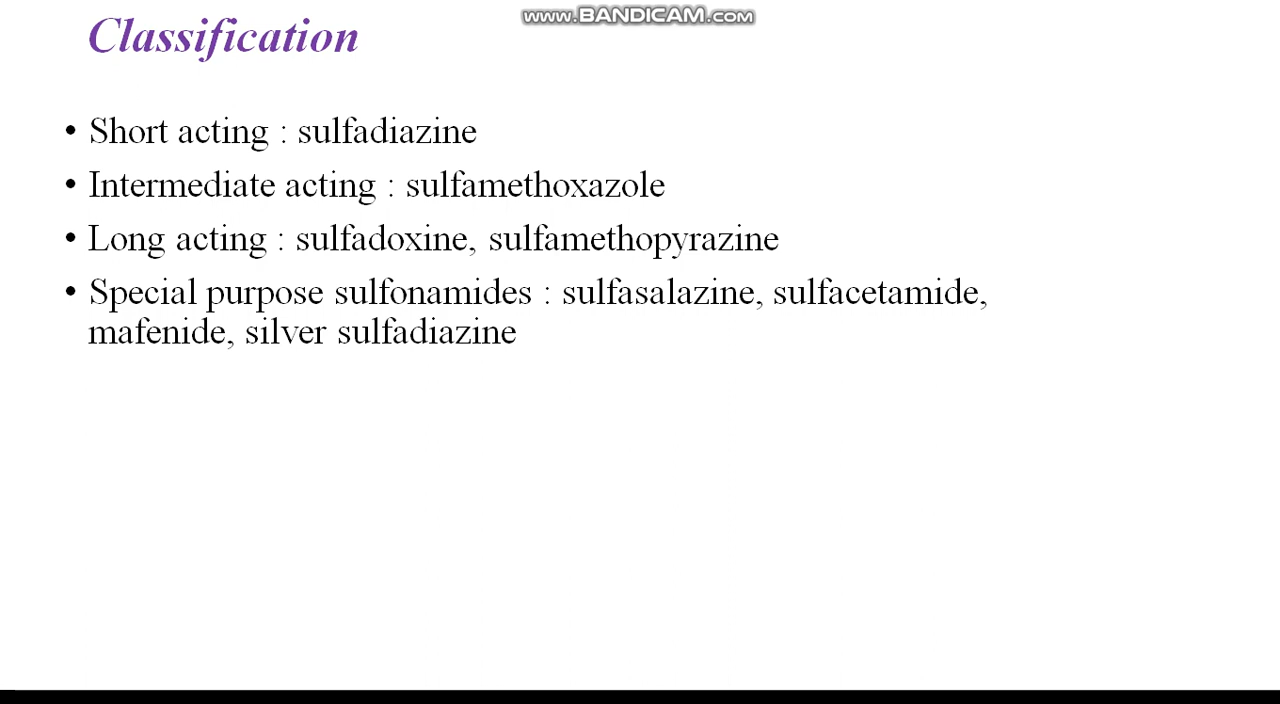 www.BANDICAM.com
Classification
• Short acting : sulfadiazine
• Intermediate acting : sulfamethoxazole
• Long acting : sulfadoxine, sulfamethopyrazine
• Special purpose sulfonamides : sulfasalazine, sulfacetamide,
mafenide, silver sulfadiazine